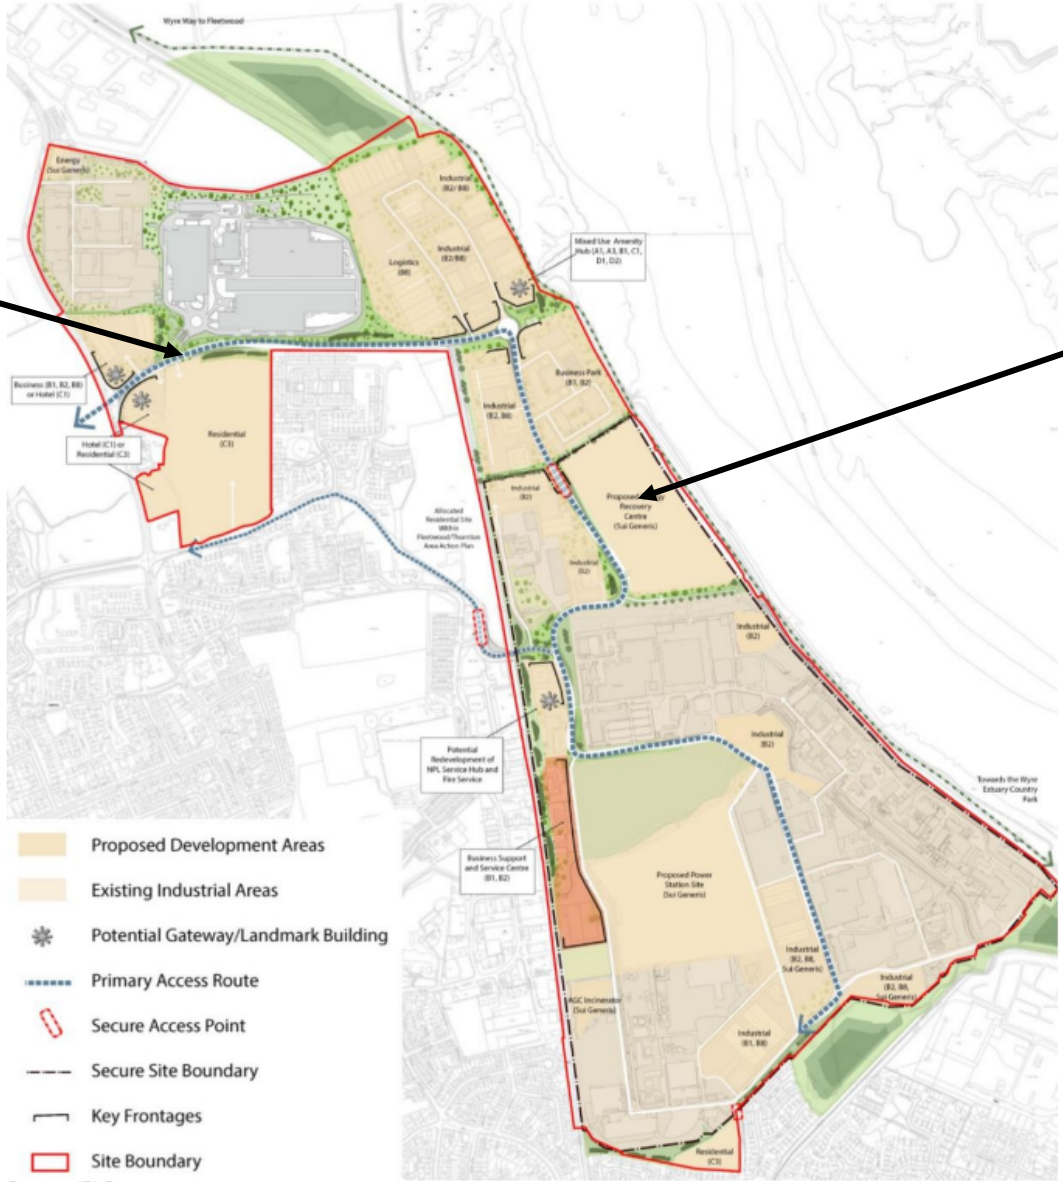 Wyre Way to Fleetwood
Energy
(Sui Generis)
Industrial
(B2/ B8)
Industrial
(B2/B8)
Logistics
(B8)
Mixed Use Amenity
Hub (A1, A3, B1, C1,
D1, D2)
Business (B1, B2, B8)
or Hotel (C1)
Hotel (C1) or
Residential (C3)
Residential
(C3)
Business Park
(B1, B2)
Industrial
(B2, B8)
Industrial
(B2)
Proposed
Recovery
Centre
(Sui Generis)
Allocated
Residential Site
Within
Fleetwood/Thornton
Area Action Plan
Industrial
(B2)
Industrial
(B2)
Industrial
(B2)
Potential
Redevelopment of
NPL Service Hub and
Fire Service
Towards the Wyre
Estuary Country
Park
Business Support
and Service Centre
(B1, B2)
Proposed Power
Station Site
(Sui Generis)
Industrial
(B2, B8,
Sui Generis)
Industrial
(B2, B8,
Sui Generis)
AGC Incinerator
(Sui Generis)
Industrial
(B1, B8)
Residential
(C3)
Proposed Development Areas
Existing Industrial Areas
Potential Gateway/Landmark Building
Primary Access Route
Secure Access Point
Secure Site Boundary
Key Frontages
Site Boundary